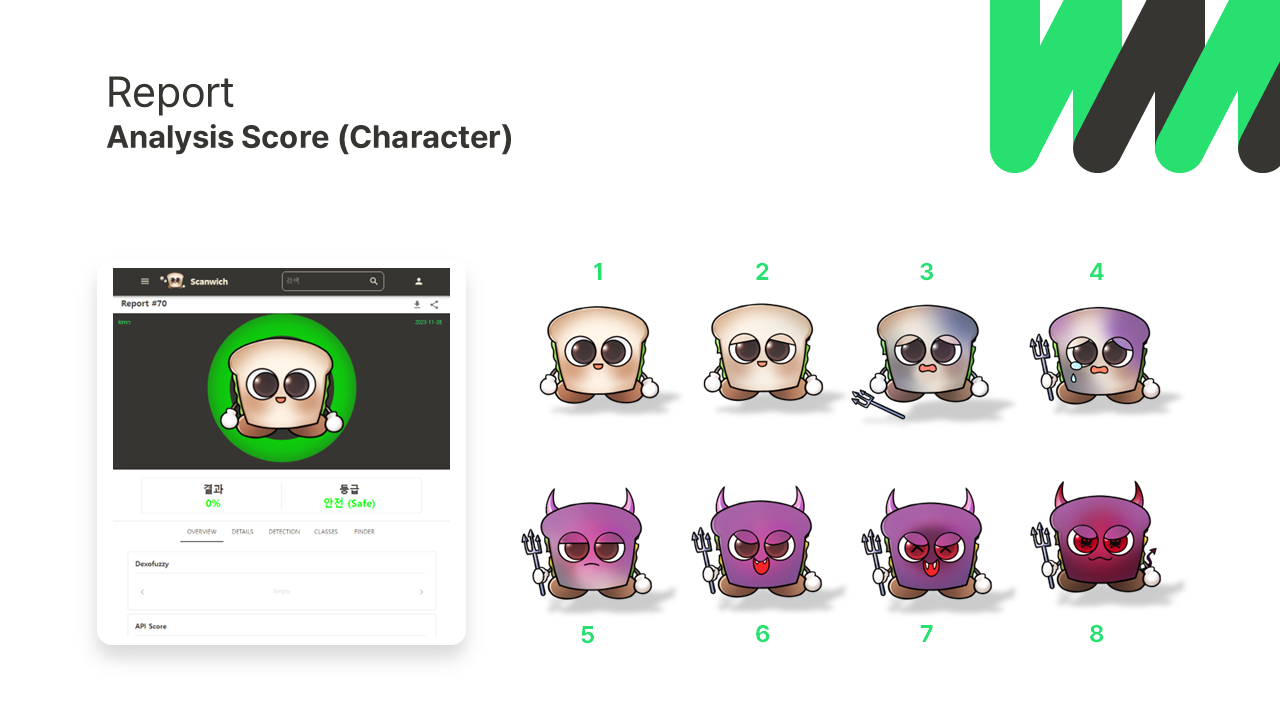 Report
Analysis Score (Character)
Scanwich
검색
Report #70
2023-11-28
결과
등급
0%
안전 (Safe)
OVERVIEW
DETAILS
DETECTION
CLASSES
FINDER
Dexofuzzy
Empty
API Score
1
2
3
4
5
6
7
8